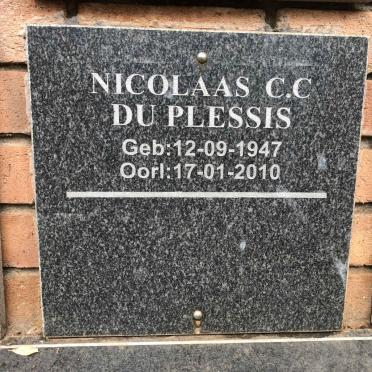 NICOLAAS C.C
DU PLESSIS
Geb:12-09-1947
Oorl:17-01-2010